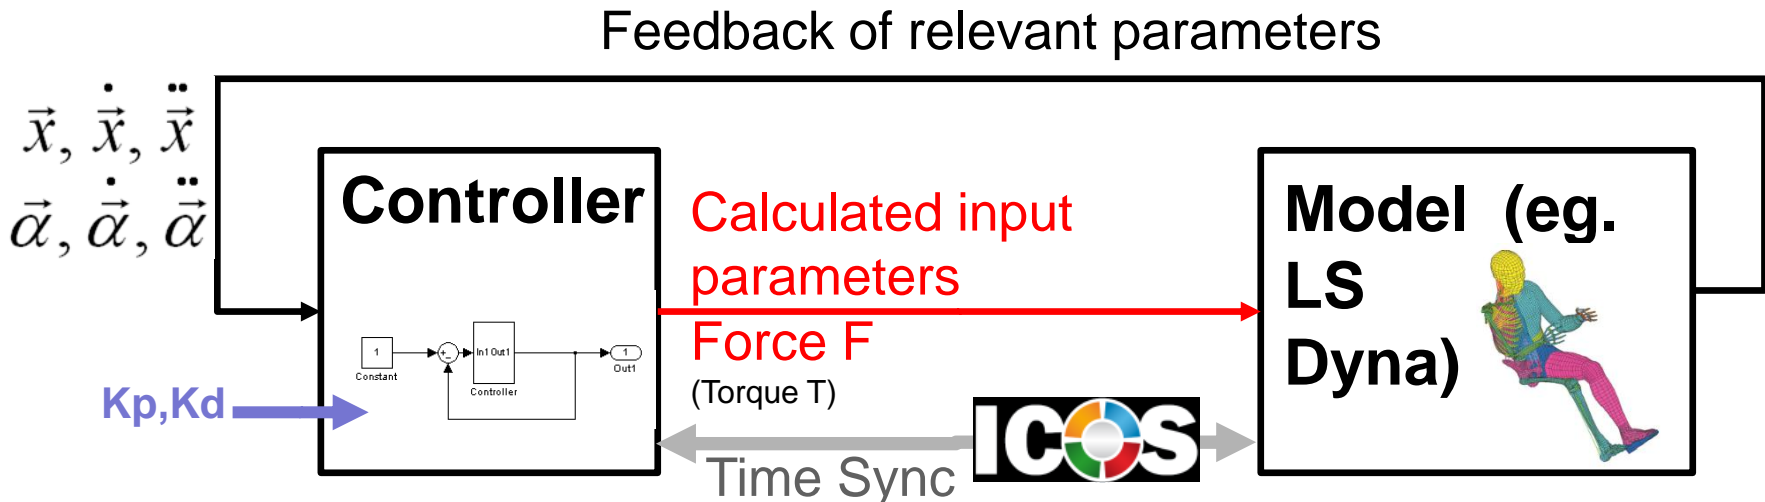 Feedback of relevant parameters
x⃗, ẋ⃗, ẍ⃗
α⃗, α̇⃗, α̈⃗
Controller
1
Constant
+
−
In1 Out1
Controller
1
Out1
Kp,Kd
Calculated input
parameters
Force F
(Torque T)
ICOS
Time Sync
Model (eg.
LS
Dyna)